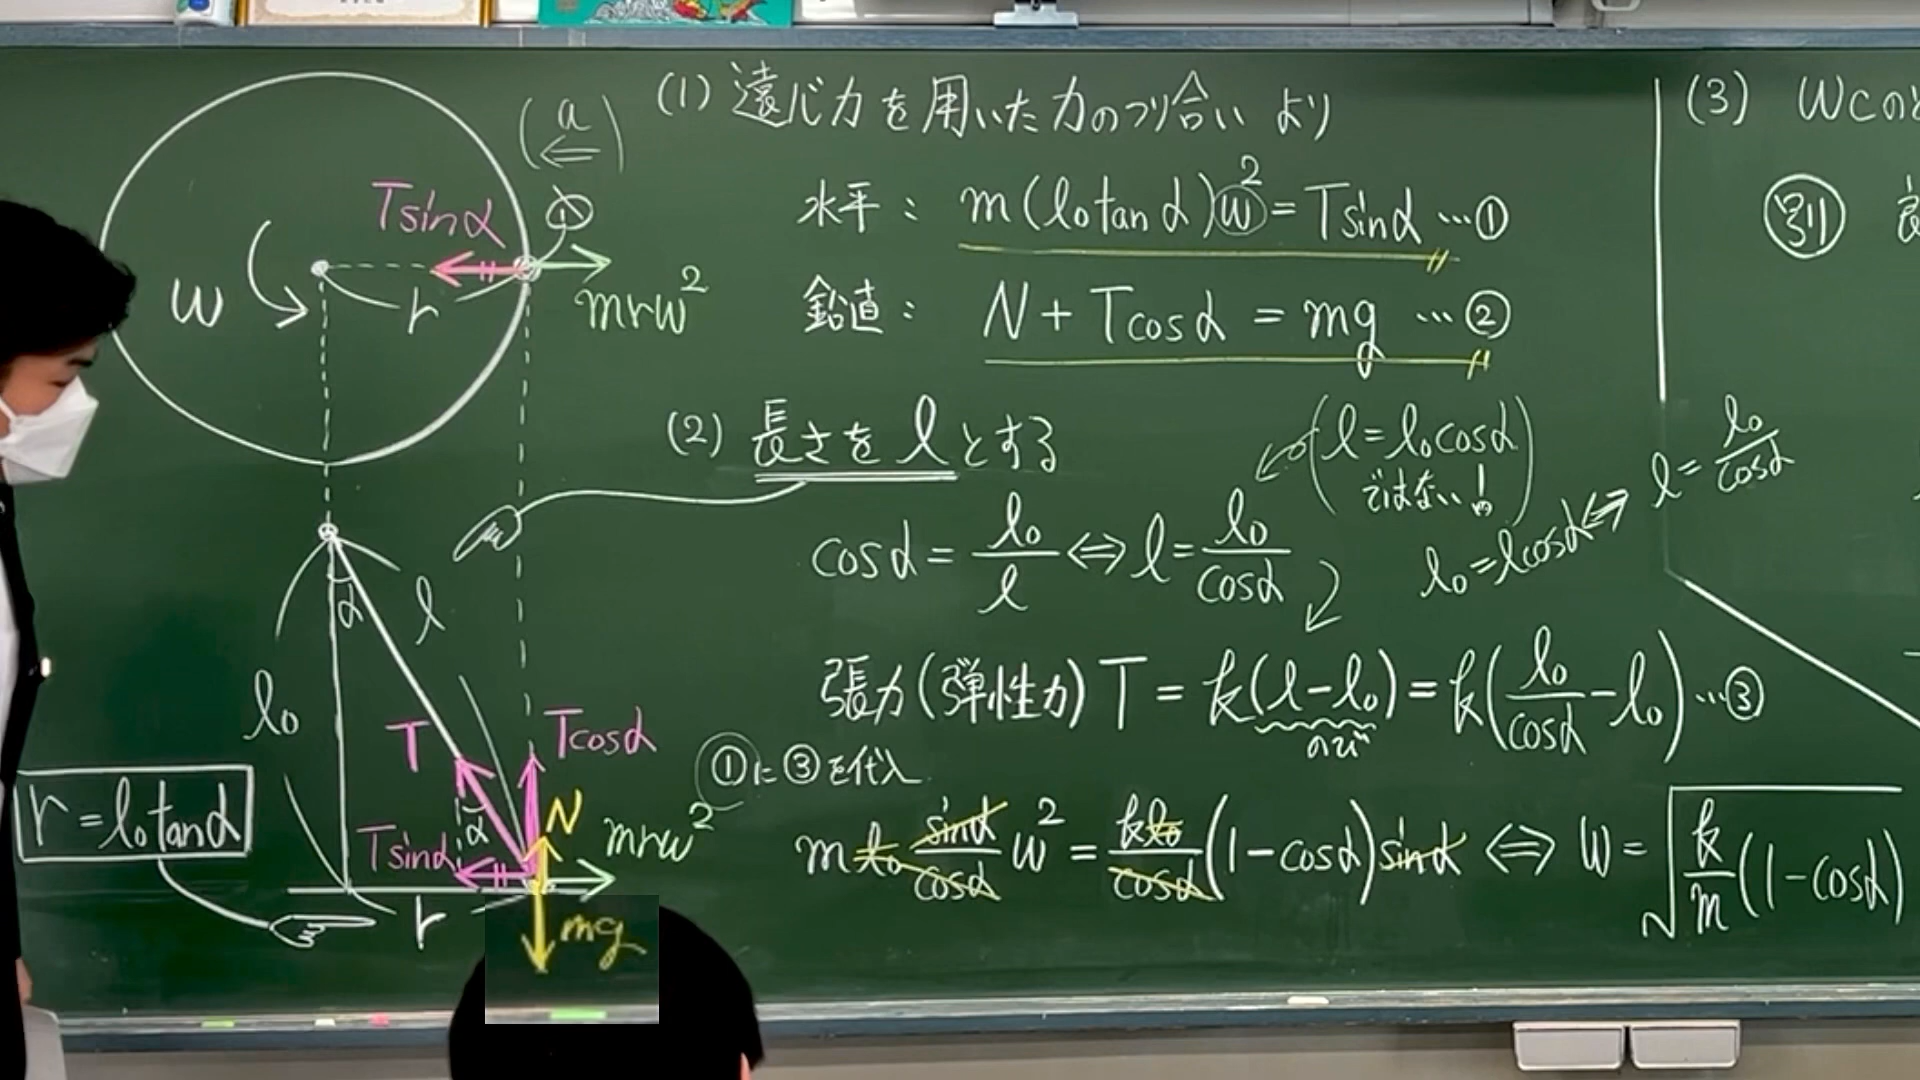 (a)
(⇐)
Tsinα
ω
r
mrω²
α
l
l₀
T
Tcosα
N
α
Tsinα
mrω²
r = l₀tanα
r
mg
(1) 遠心力を用いた力のつり合いより
水平： m(l₀tanα)ω² = Tsinα …①
鉛直： N + Tcosα = mg …②
(2) 長さを l とする
(l = l₀cosα
ではない!)
cosα = l₀/l ⇔ l = l₀/cosα
l₀ = lcosα ⇔ l = l₀/cosα
張力(弾性力) T = k(l - l₀) = k(l₀/cosα - l₀) …③
のび
①に③を代入
ml₀ sinα/cosα ω² = kl₀/cosα (1 - cosα)sinα ⇔ ω = √(k/m (1 - cosα))
(3) ωCの
別